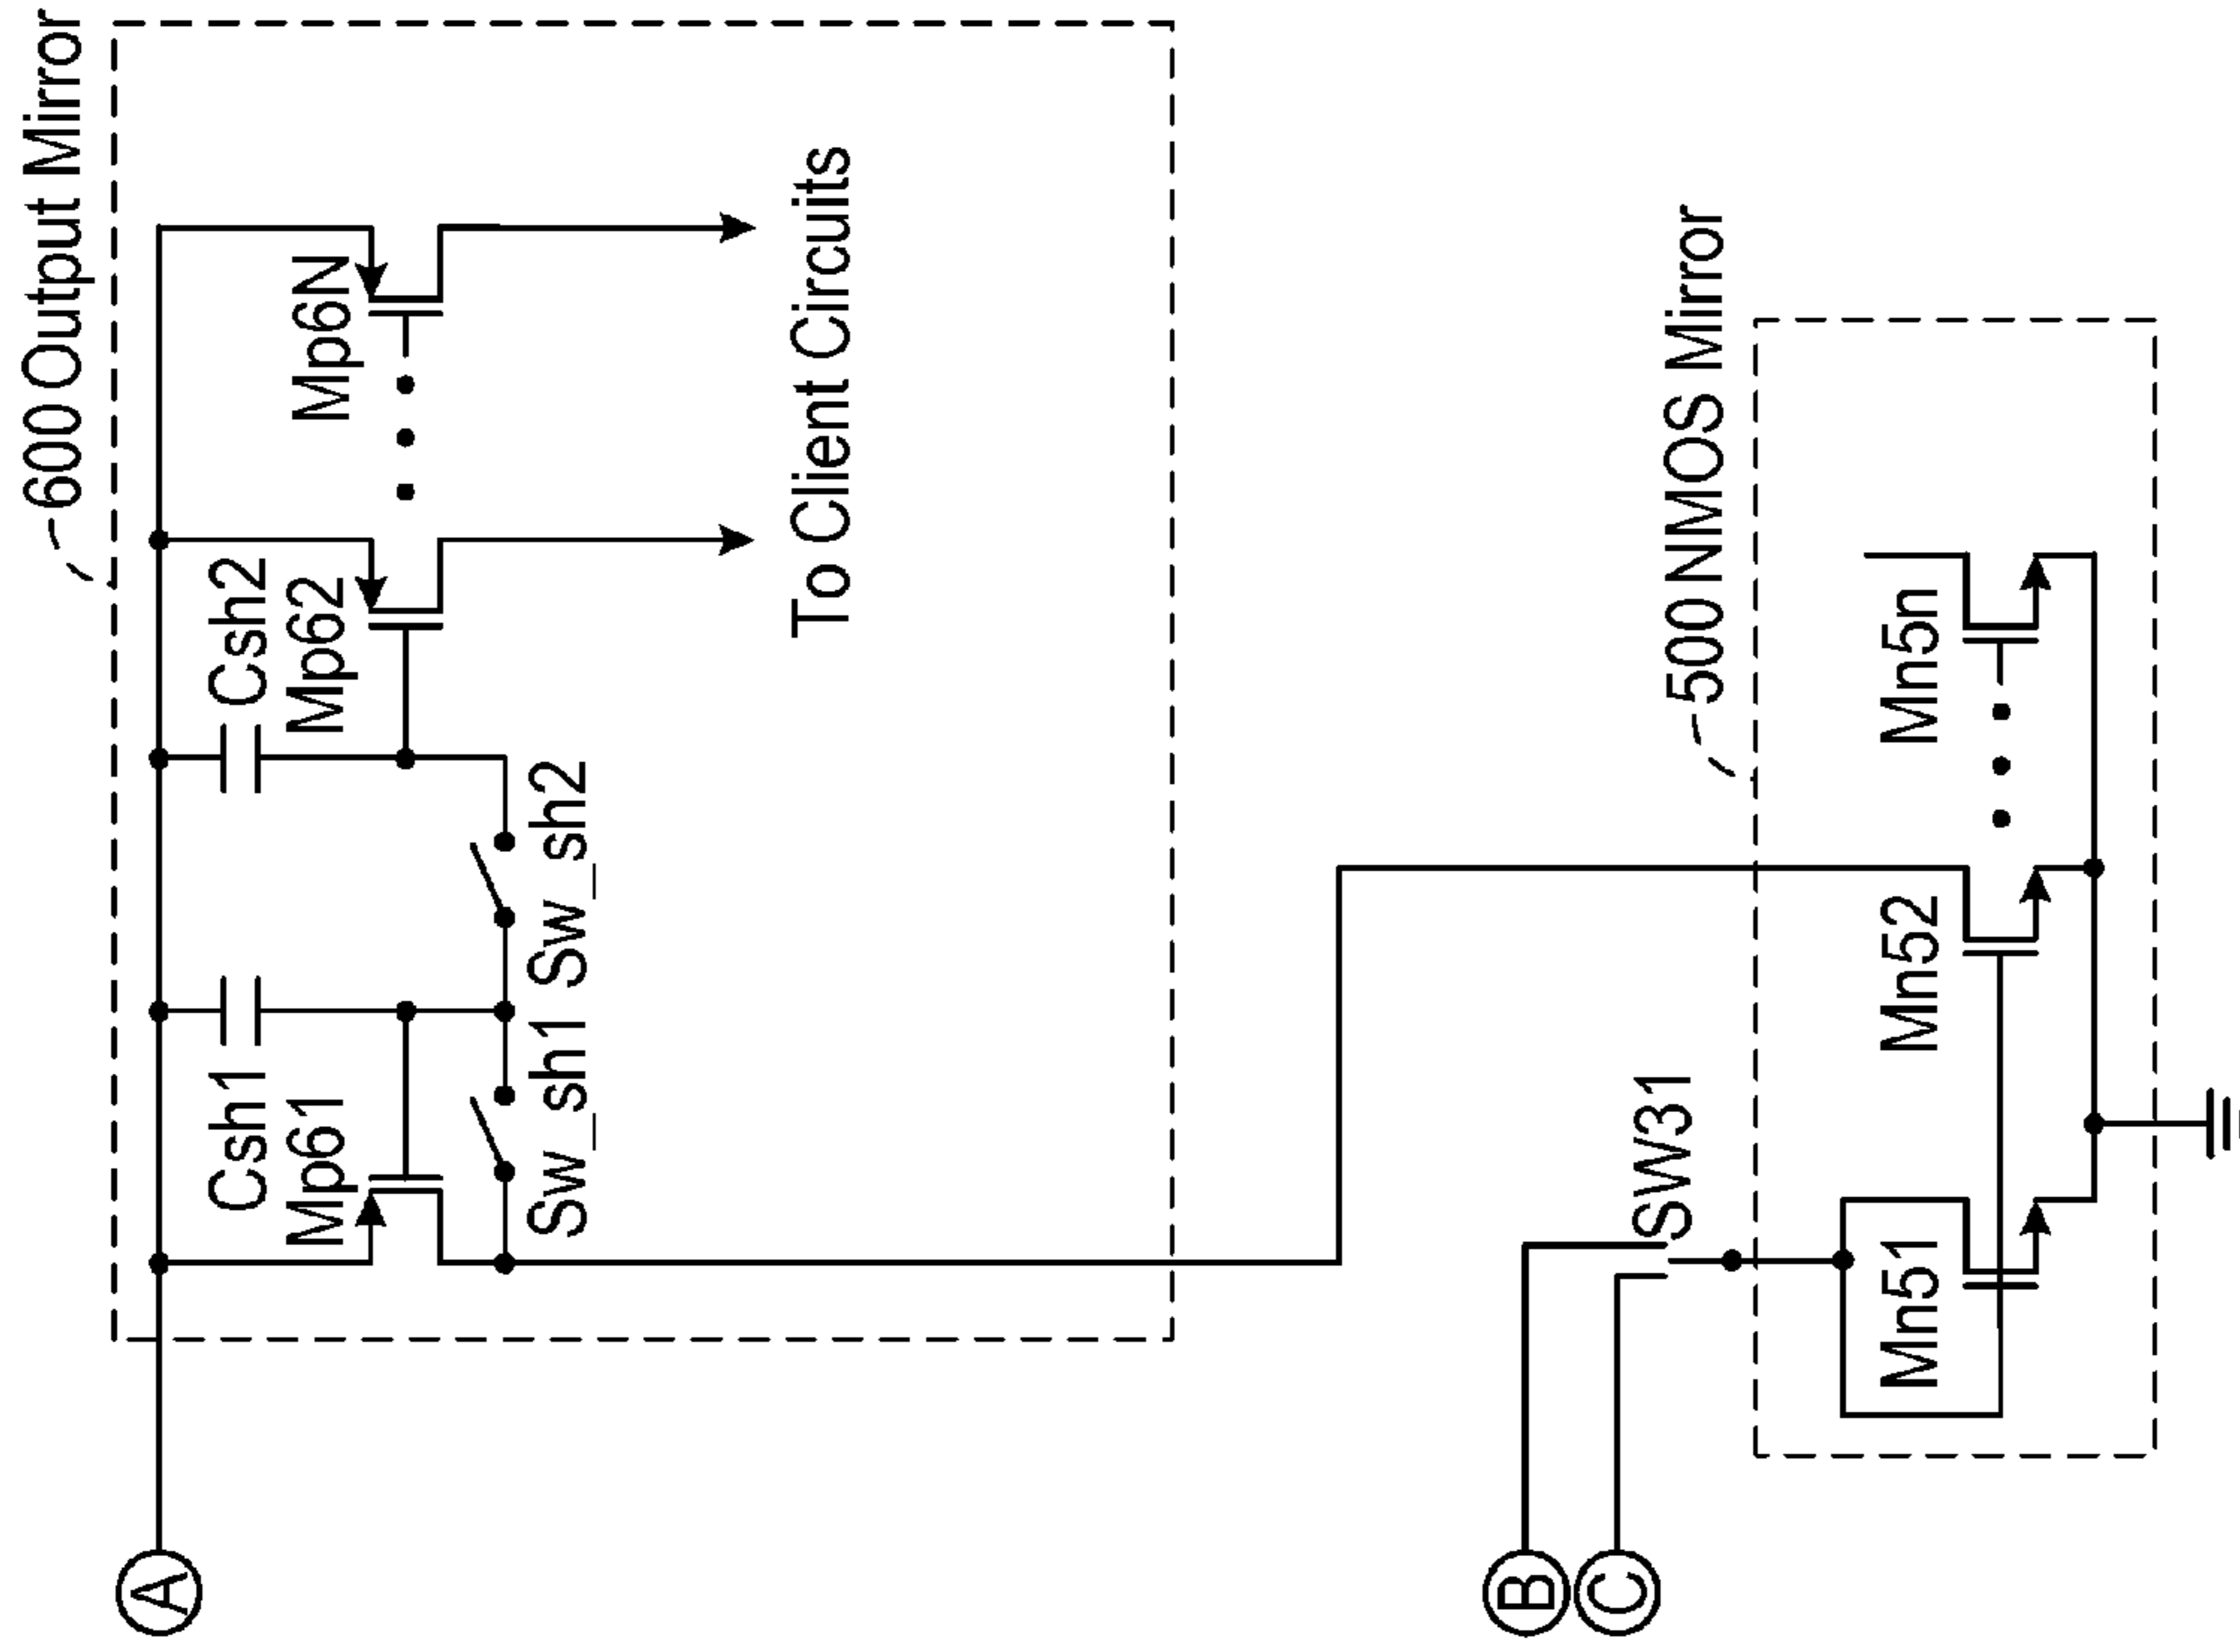 600 Output Mirror
Csh1
Csh2
Mp61
Mp62
Mp6N
Sw_sh1
Sw_sh2
To Client Circuits
A
B
C
SW31
500 NMOS Mirror
Mn51
Mn52
Mn5n